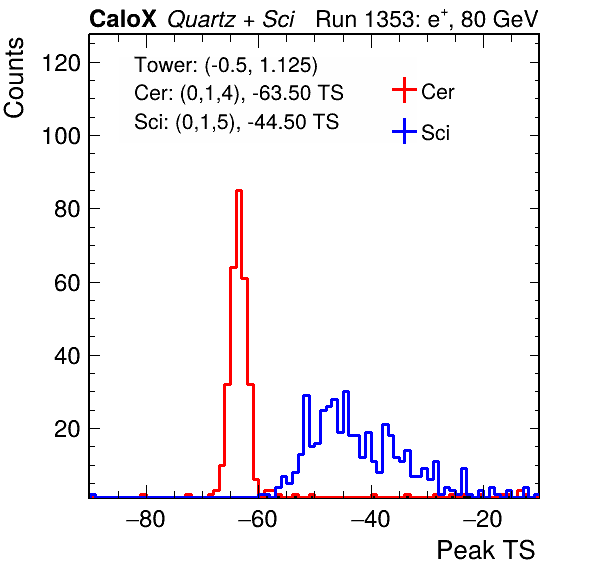 CaloX Quartz + Sci Run 1353: e+, 80 GeV
Counts
Tower: (-0.5, 1.125)
Cer: (0,1,4), -63.50 TS
Sci: (0,1,5), -44.50 TS
Cer
Sci
120
100
80
60
40
20
−80 −60 −40 −20
Peak TS